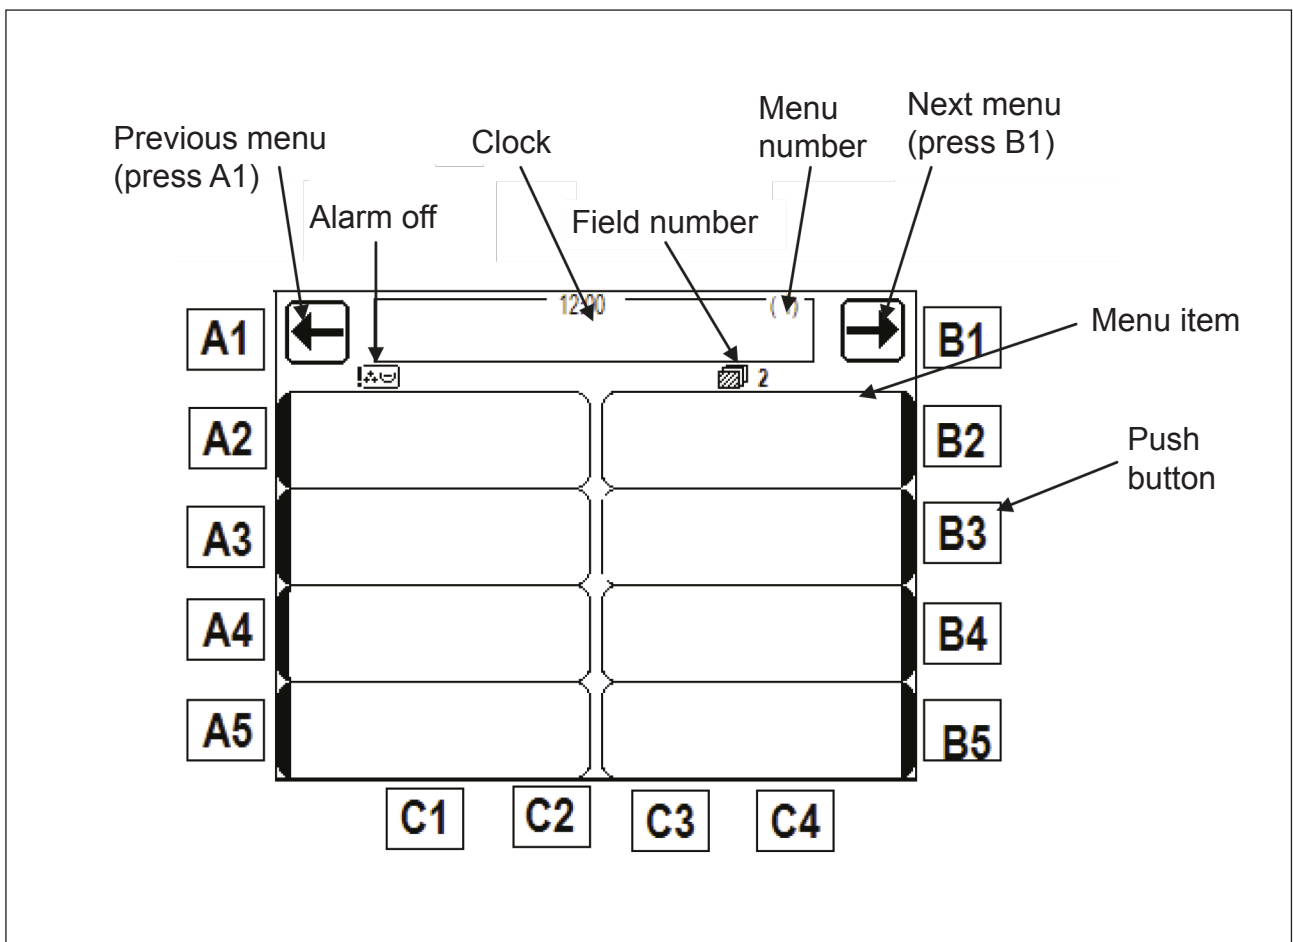 Menu
number
Next menu
(press B1)
Previous menu
(press A1)
Clock
Alarm off
Field number
12:00
A1
B1
Menu item
2
A2
B2
Push
button
A3
B3
A4
B4
A5
B5
C1
C2
C3
C4